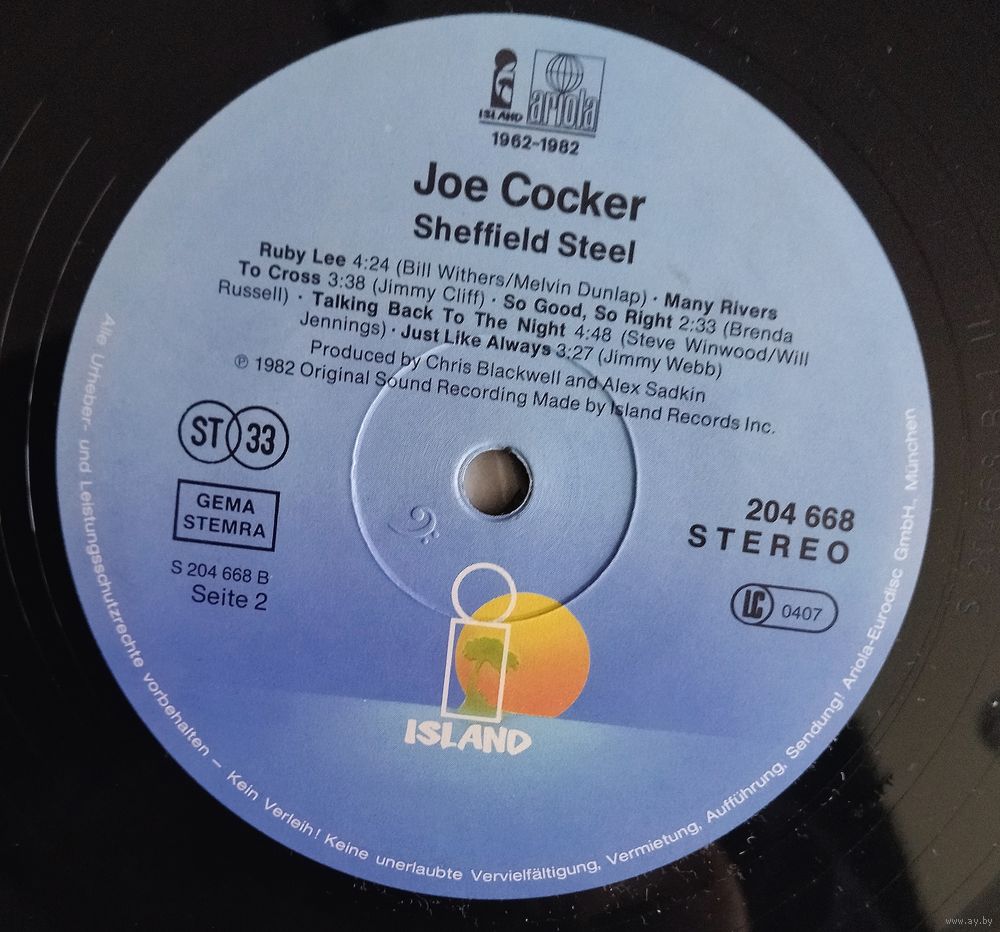 ISLAND ariola
1962-1982
Joe Cocker
Sheffield Steel
Ruby Lee 4:24 (Bill Withers/Melvin Dunlap) · Many Rivers
To Cross 3:38 (Jimmy Cliff) · So Good, So Right 2:33 (Brenda
Russell) · Talking Back To The Night 4:48 (Steve Winwood/Will
Jennings) · Just Like Always 3:27 (Jimmy Webb)
Produced by Chris Blackwell and Alex Sadkin
℗ 1982 Original Sound Recording Made by Island Records Inc.
ST 33
GEMA
STEMRA
S 204 668 B
Seite 2
204 668
STEREO
LC 0407
ISLAND
Alle Urheber- und Leistungsschutzrechte vorbehalten – Kein Verleih! Keine unerlaubte Vervielfältigung, Vermietung, Aufführung, Sendung! Ariola-Eurodisc GmbH, München
www.ay.by